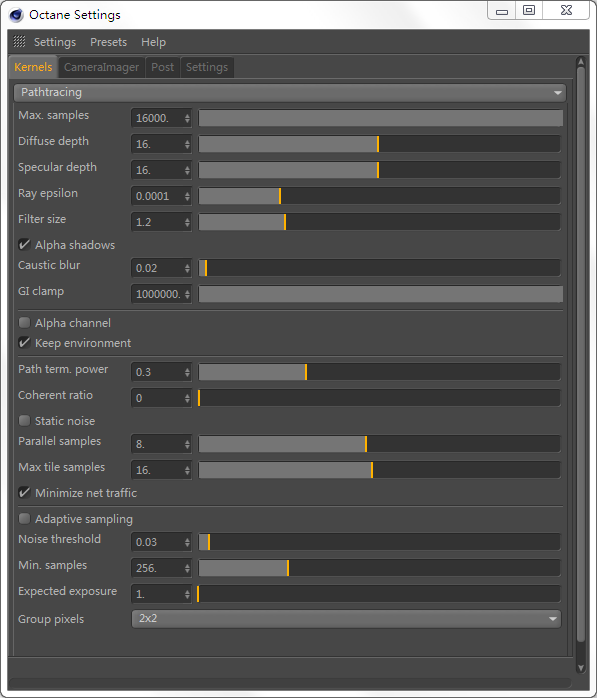 Octane Settings
Settings Presets Help
Kernels CameraImager Post Settings
Pathtracing
Max. samples 16000.
Diffuse depth 16.
Specular depth 16.
Ray epsilon 0.0001
Filter size 1.2
Alpha shadows
Caustic blur 0.02
GI clamp 1000000.
Alpha channel
Keep environment
Path term. power 0.3
Coherent ratio 0
Static noise
Parallel samples 8.
Max tile samples 16.
Minimize net traffic
Adaptive sampling
Noise threshold 0.03
Min. samples 256.
Expected exposure 1.
Group pixels 2x2